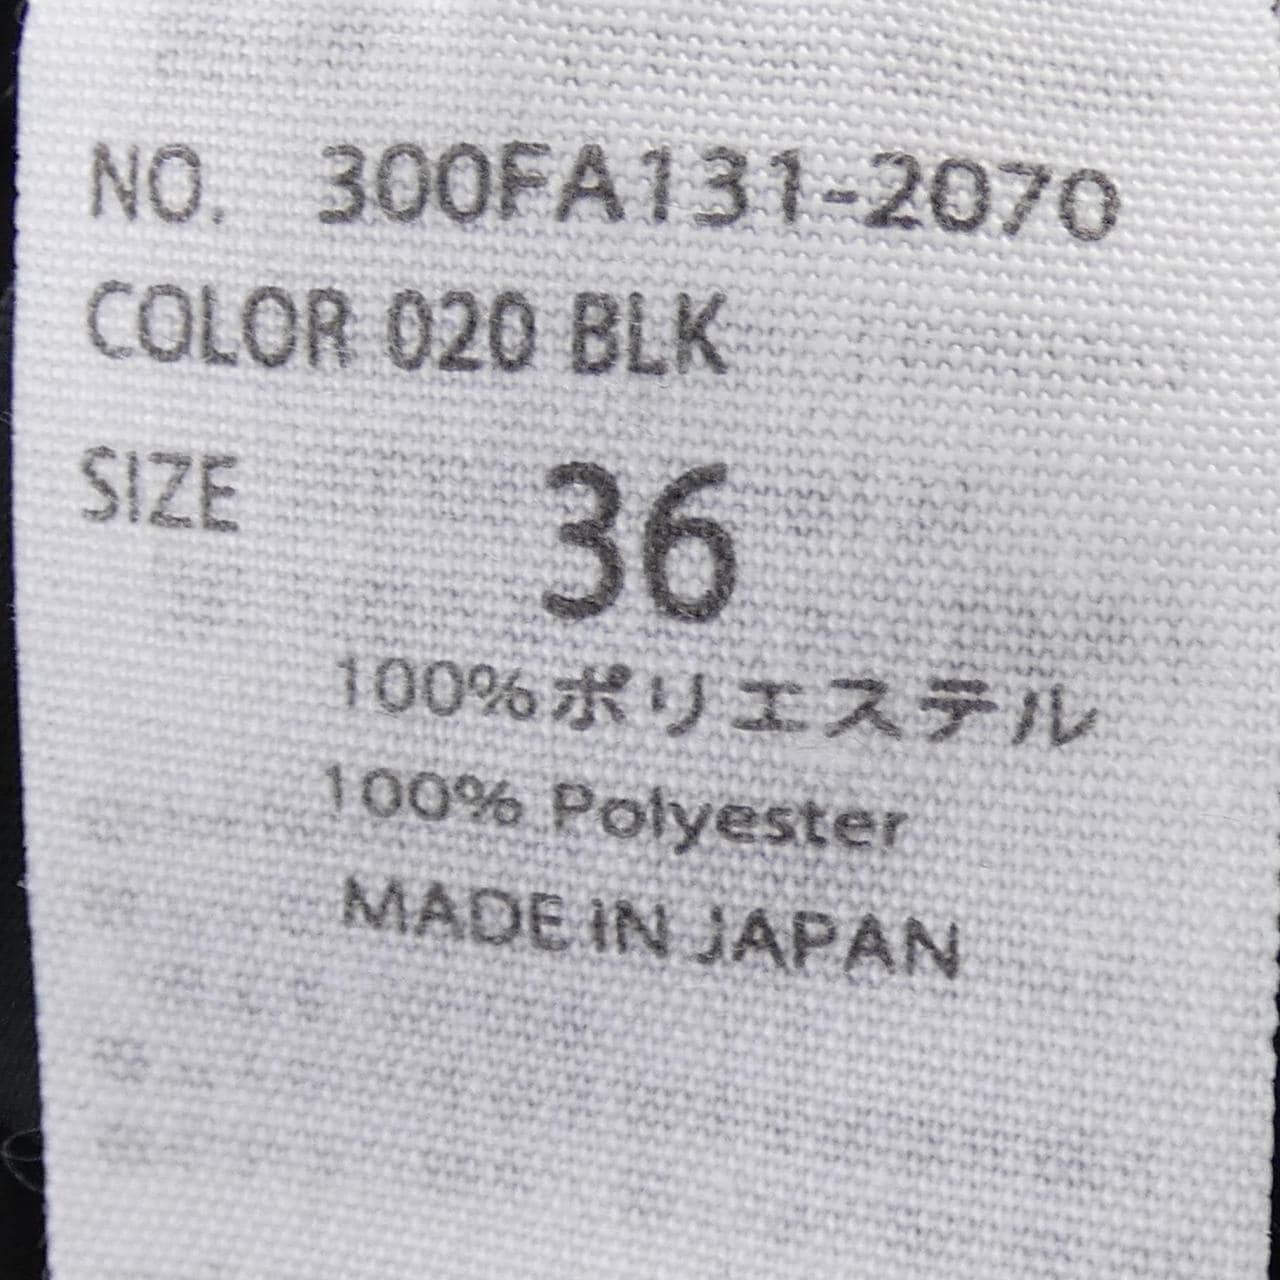 NO. 300FA131-2070
COLOR 020 BLK
SIZE 36
100%ポリエステル
100% Polyester
MADE IN JAPAN